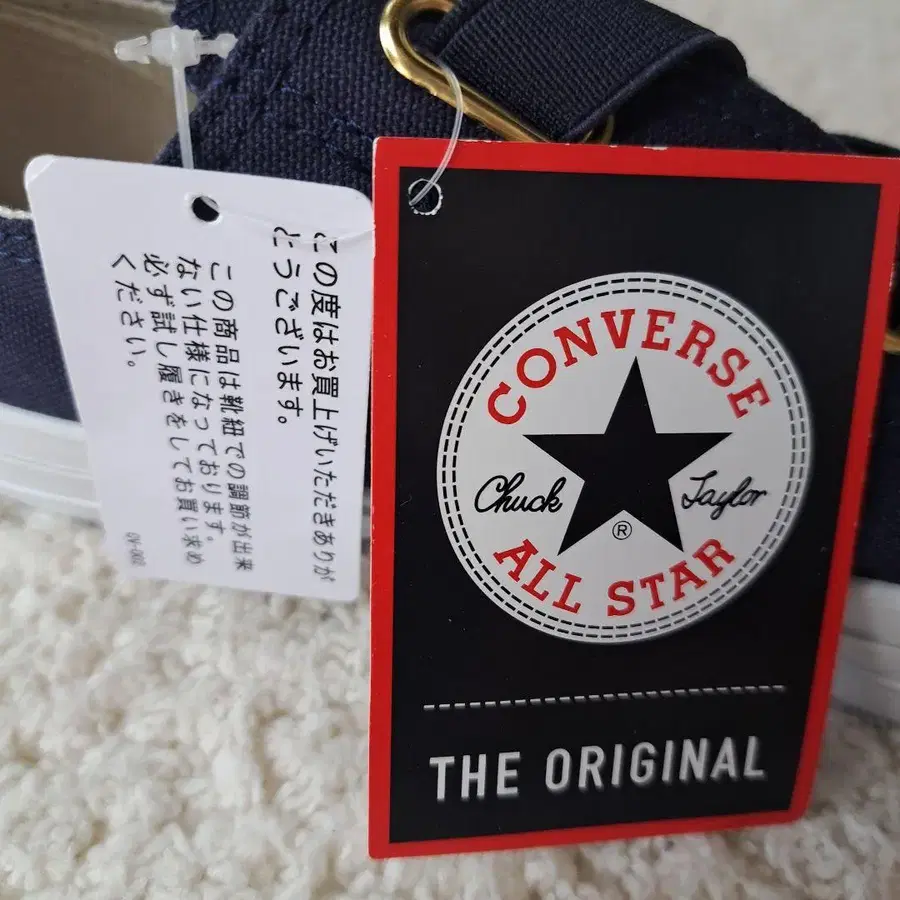 この度はお買上げいただきありが
とうございます。
この商品は靴紐での調節が出来
ない仕様になっております。
必ず試し履きをしてお買い求め
ください。
CV-002
CONVERSE
Chuck Taylor
®
ALL STAR
THE ORIGINAL